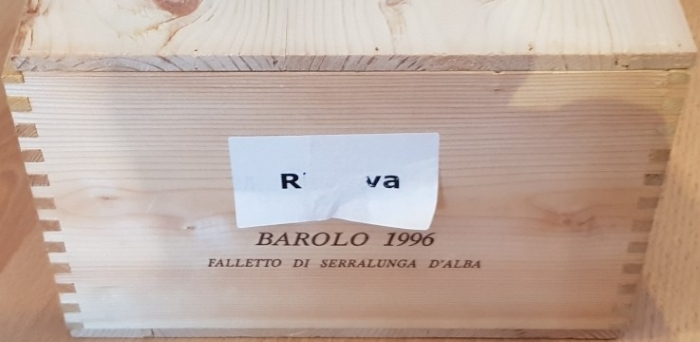 BAROLO 1996
FALLETTO DI SERRALUNGA D'ALBA